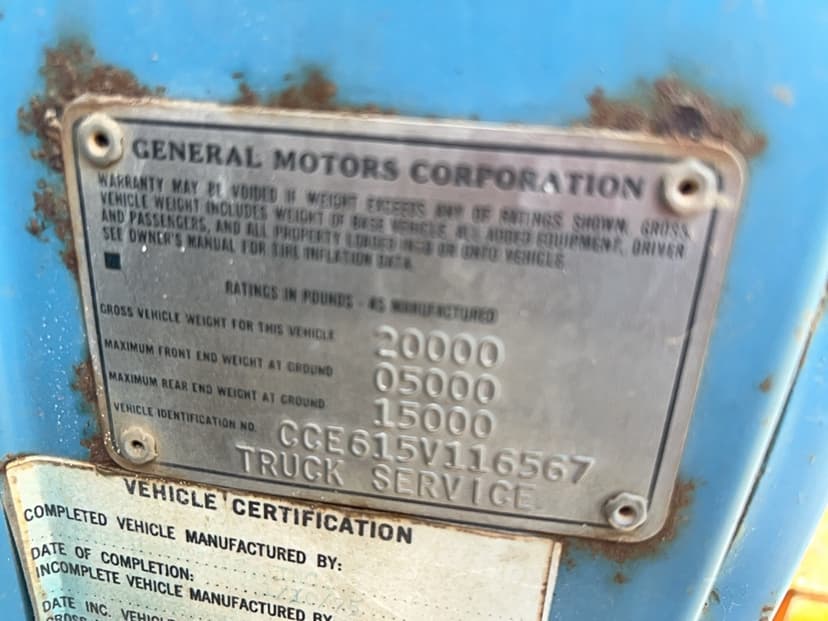 GENERAL MOTORS CORPORATION
WARRANTY MAY BE VOIDED IF WEIGHT EXCEEDS ANY OF RATINGS SHOWN. GROSS
VEHICLE WEIGHT INCLUDES WEIGHT OF BASE VEHICLE, ALL ADDED EQUIPMENT, DRIVER
AND PASSENGERS, AND ALL PROPERTY LOADED INTO OR ONTO VEHICLE.
SEE OWNER'S MANUAL FOR TIRE INFLATION DATA.
RATINGS IN POUNDS - AS MANUFACTURED
GROSS VEHICLE WEIGHT FOR THIS VEHICLE 20000
MAXIMUM FRONT END WEIGHT AT GROUND 05000
MAXIMUM REAR END WEIGHT AT GROUND 15000
VEHICLE IDENTIFICATION NO. CCE615V116567
TRUCK SERVICE
VEHICLE CERTIFICATION
COMPLETED VEHICLE MANUFACTURED BY:
DATE OF COMPLETION:
INCOMPLETE VEHICLE MANUFACTURED BY
DATE INC. VEHICLE